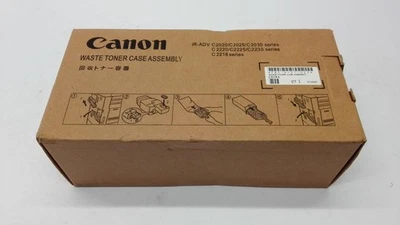 Canon
WASTE TONER CASE ASSEMBLY
回収トナー容器
iR-ADV C2020/C2025/C2030 series
C2220/C2225/C2230 series
C2218 series